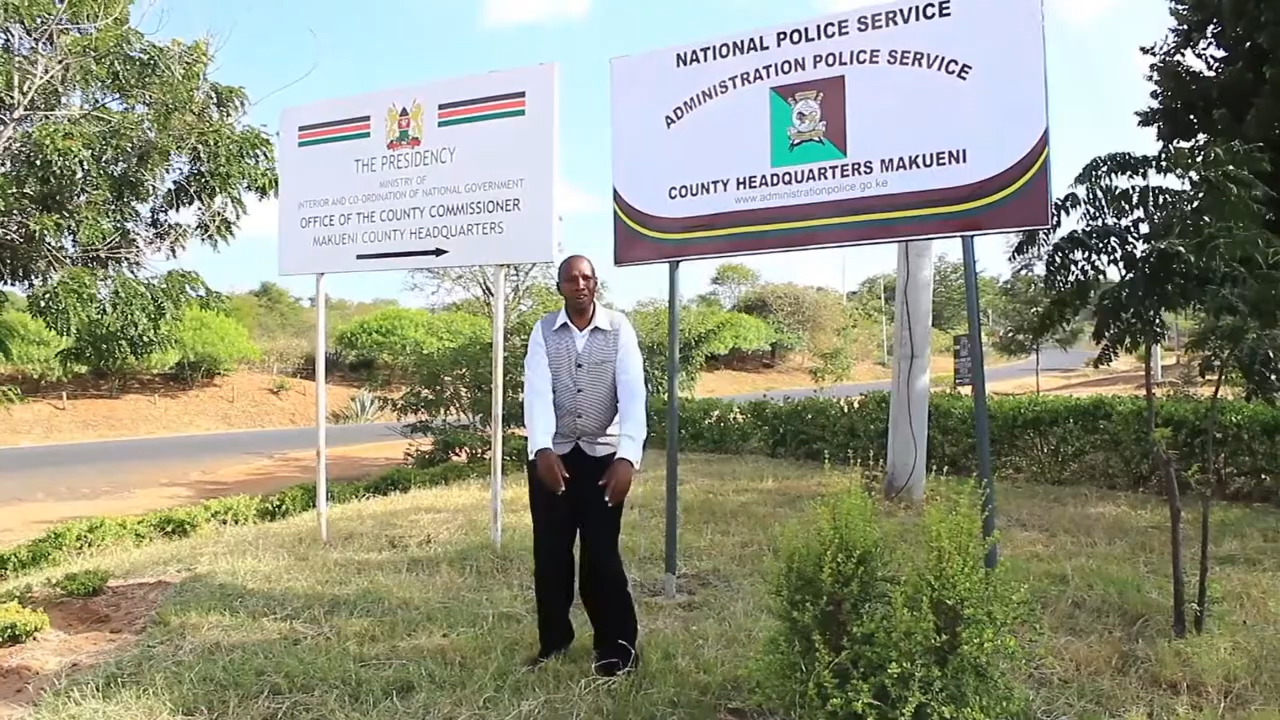 THE PRESIDENCY
MINISTRY OF
INTERIOR AND CO-ORDINATION OF NATIONAL GOVERNMENT
OFFICE OF THE COUNTY COMMISSIONER
MAKUENI COUNTY HEADQUARTERS
NATIONAL POLICE SERVICE
ADMINISTRATION POLICE SERVICE
COUNTY HEADQUARTERS MAKUENI
www.administrationpolice.go.ke